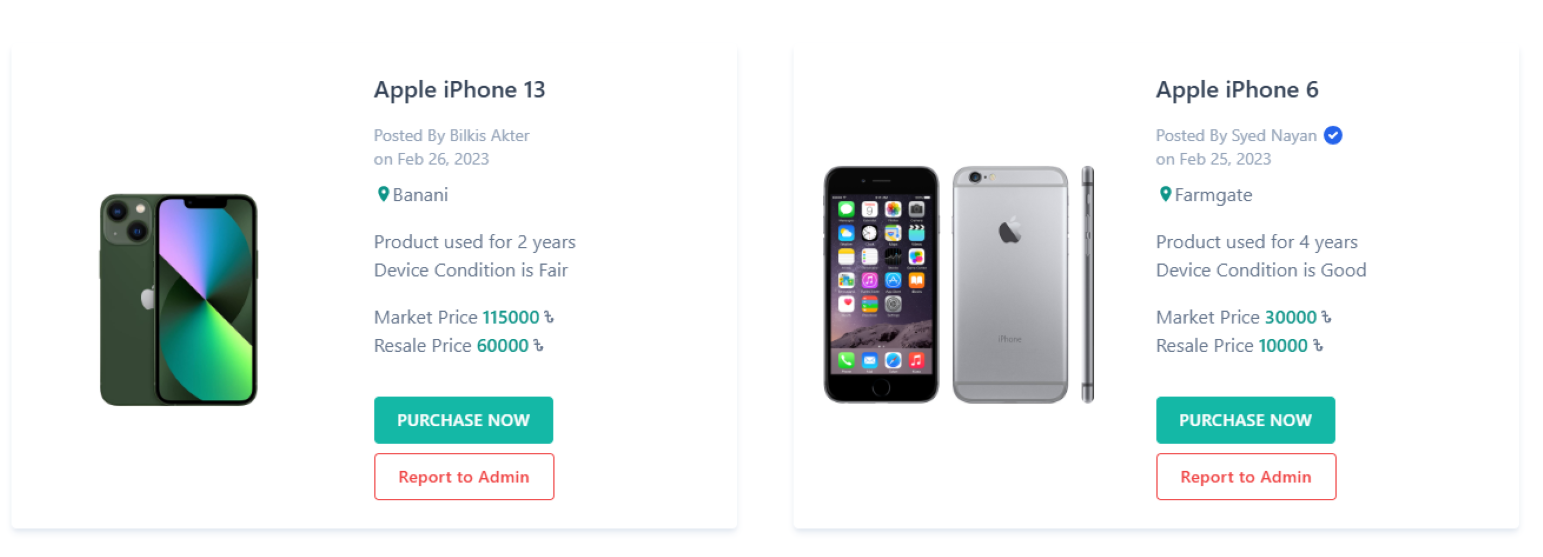 Apple iPhone 13
Posted By Bilkis Akter
on Feb 26, 2023
Banani
Product used for 2 years
Device Condition is Fair
Market Price 115000 ৳
Resale Price 60000 ৳
PURCHASE NOW
Report to Admin
Apple iPhone 6
Posted By Syed Nayan
on Feb 25, 2023
Farmgate
Product used for 4 years
Device Condition is Good
Market Price 30000 ৳
Resale Price 10000 ৳
PURCHASE NOW
Report to Admin
iPhone